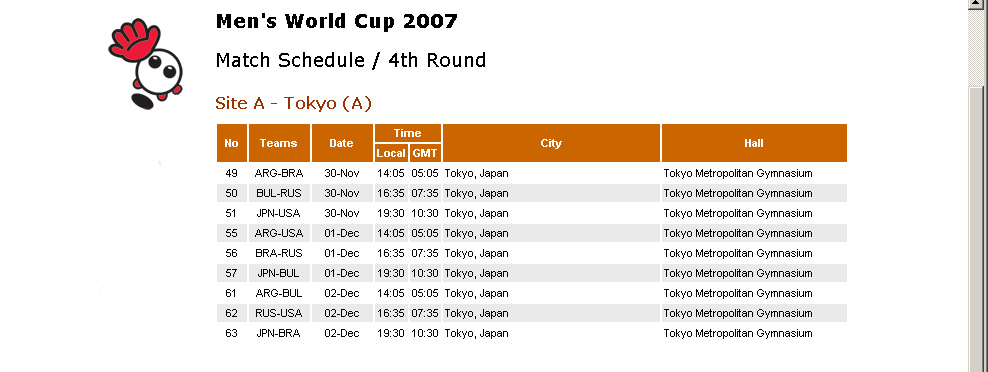 Men's World Cup 2007
Match Schedule / 4th Round
Site A - Tokyo (A)
No Teams Date Time City Hall
Local GMT
49 ARG-BRA 30-Nov 14:05 05:05 Tokyo, Japan Tokyo Metropolitan Gymnasium
50 BUL-RUS 30-Nov 16:35 07:35 Tokyo, Japan Tokyo Metropolitan Gymnasium
51 JPN-USA 30-Nov 19:30 10:30 Tokyo, Japan Tokyo Metropolitan Gymnasium
55 ARG-USA 01-Dec 14:05 05:05 Tokyo, Japan Tokyo Metropolitan Gymnasium
56 BRA-RUS 01-Dec 16:35 07:35 Tokyo, Japan Tokyo Metropolitan Gymnasium
57 JPN-BUL 01-Dec 19:30 10:30 Tokyo, Japan Tokyo Metropolitan Gymnasium
61 ARG-BUL 02-Dec 14:05 05:05 Tokyo, Japan Tokyo Metropolitan Gymnasium
62 RUS-USA 02-Dec 16:35 07:35 Tokyo, Japan Tokyo Metropolitan Gymnasium
63 JPN-BRA 02-Dec 19:30 10:30 Tokyo, Japan Tokyo Metropolitan Gymnasium